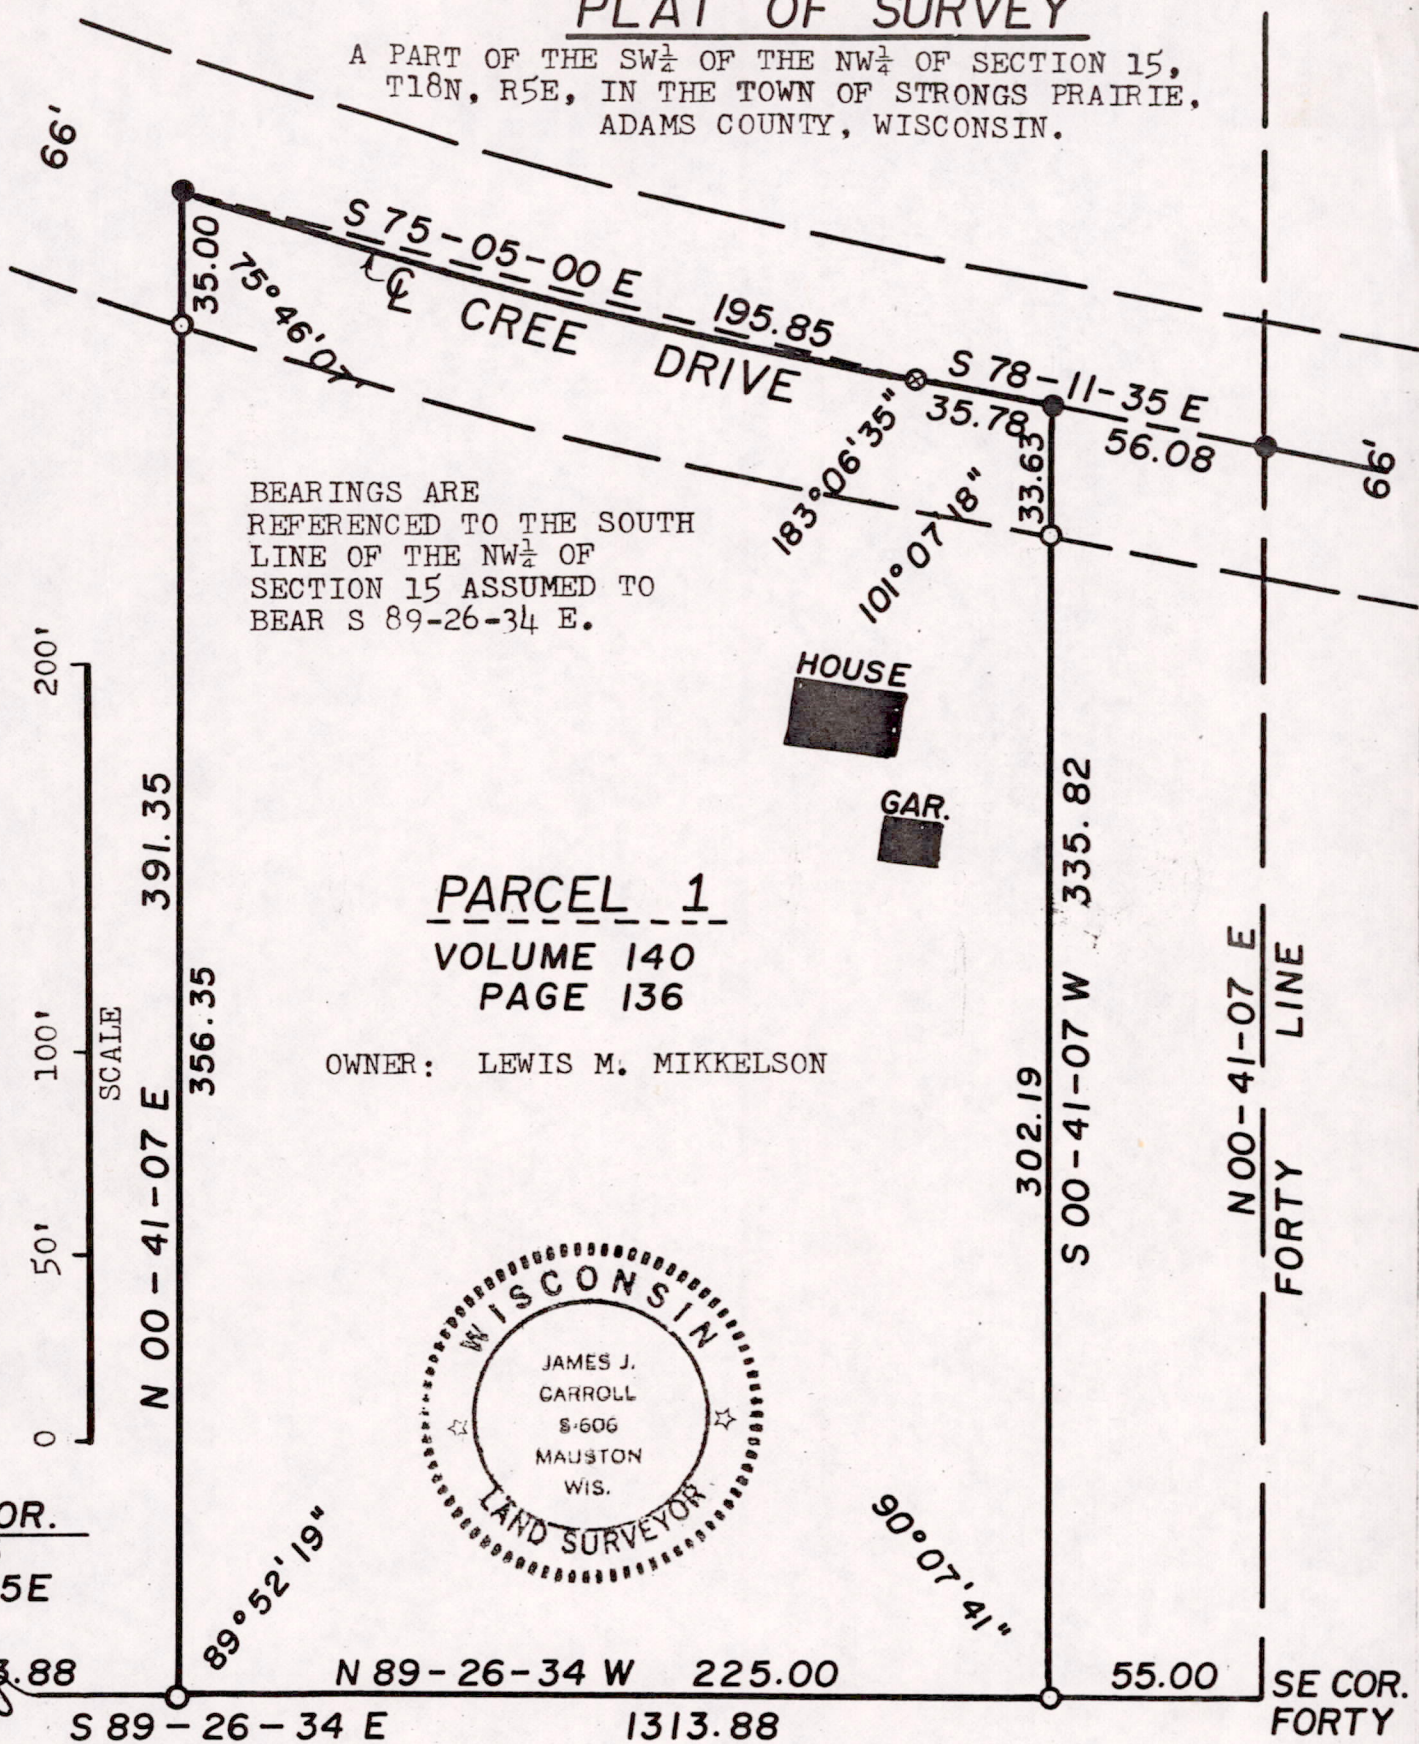 PLAT OF SURVEY
A PART OF THE SW¼ OF THE NW¼ OF SECTION 15,
T18N, R5E, IN THE TOWN OF STRONGS PRAIRIE,
ADAMS COUNTY, WISCONSIN.
66'
S 75-05-00 E 195.85
℄ CREE DRIVE
35.00
75°46'07"
S 78-11-35 E
35.78
56.08
66'
183°06'35"
101°07'18"
33.63
BEARINGS ARE
REFERENCED TO THE SOUTH
LINE OF THE NW¼ OF
SECTION 15 ASSUMED TO
BEAR S 89-26-34 E.
HOUSE
GAR.
200'
100'
50'
0
SCALE
N 00-41-07 E 391.35
356.35
PARCEL 1
VOLUME 140
PAGE 136
OWNER: LEWIS M. MIKKELSON
302.19
S 00-41-07 W 335.82
N 00-41-07 E
FORTY LINE
WISCONSIN
JAMES J.
CARROLL
S-606
MAUSTON
WIS.
LAND SURVEYOR
89°52'19"
90°07'41"
OR.
5E
3.88
N 89-26-34 W 225.00
55.00
SE COR.
FORTY
S 89-26-34 E 1313.88